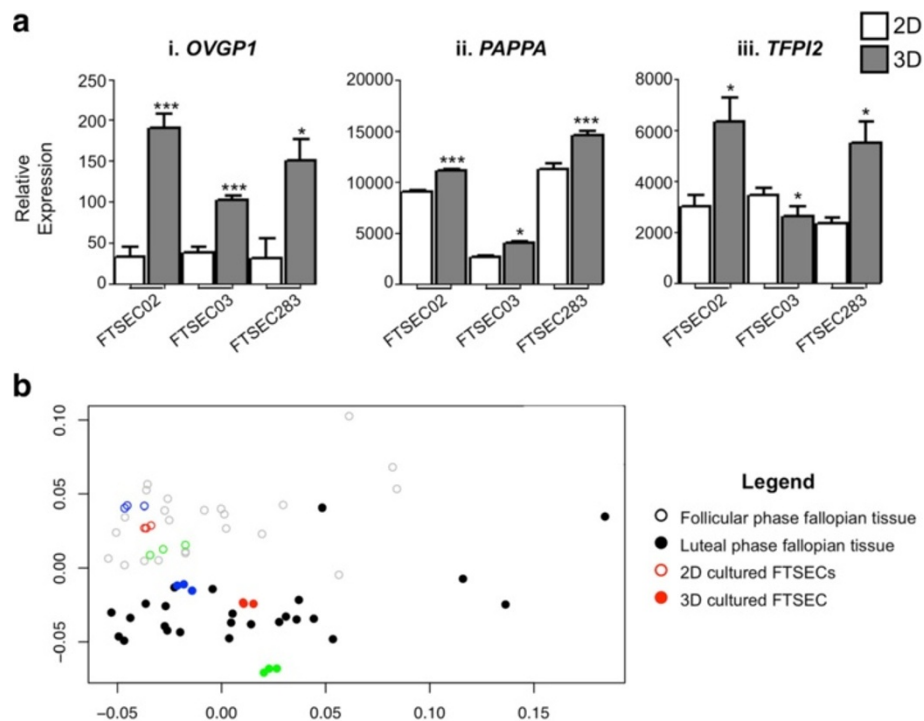 a
i. OVGP1
ii. PAPPA
iii. TFPI2
2D
3D
Relative
Expression
250
200
150
100
50
0
***
***
*
FTSEC02
FTSEC03
FTSEC283
20000
15000
10000
5000
0
***
*
***
FTSEC02
FTSEC03
FTSEC283
8000
6000
4000
2000
0
*
*
*
FTSEC02
FTSEC03
FTSEC283
b
0.10
0.05
0.00
−0.05
−0.05
0.00
0.05
0.10
0.15
Legend
Follicular phase fallopian tissue
Luteal phase fallopian tissue
2D cultured FTSECs
3D cultured FTSEC